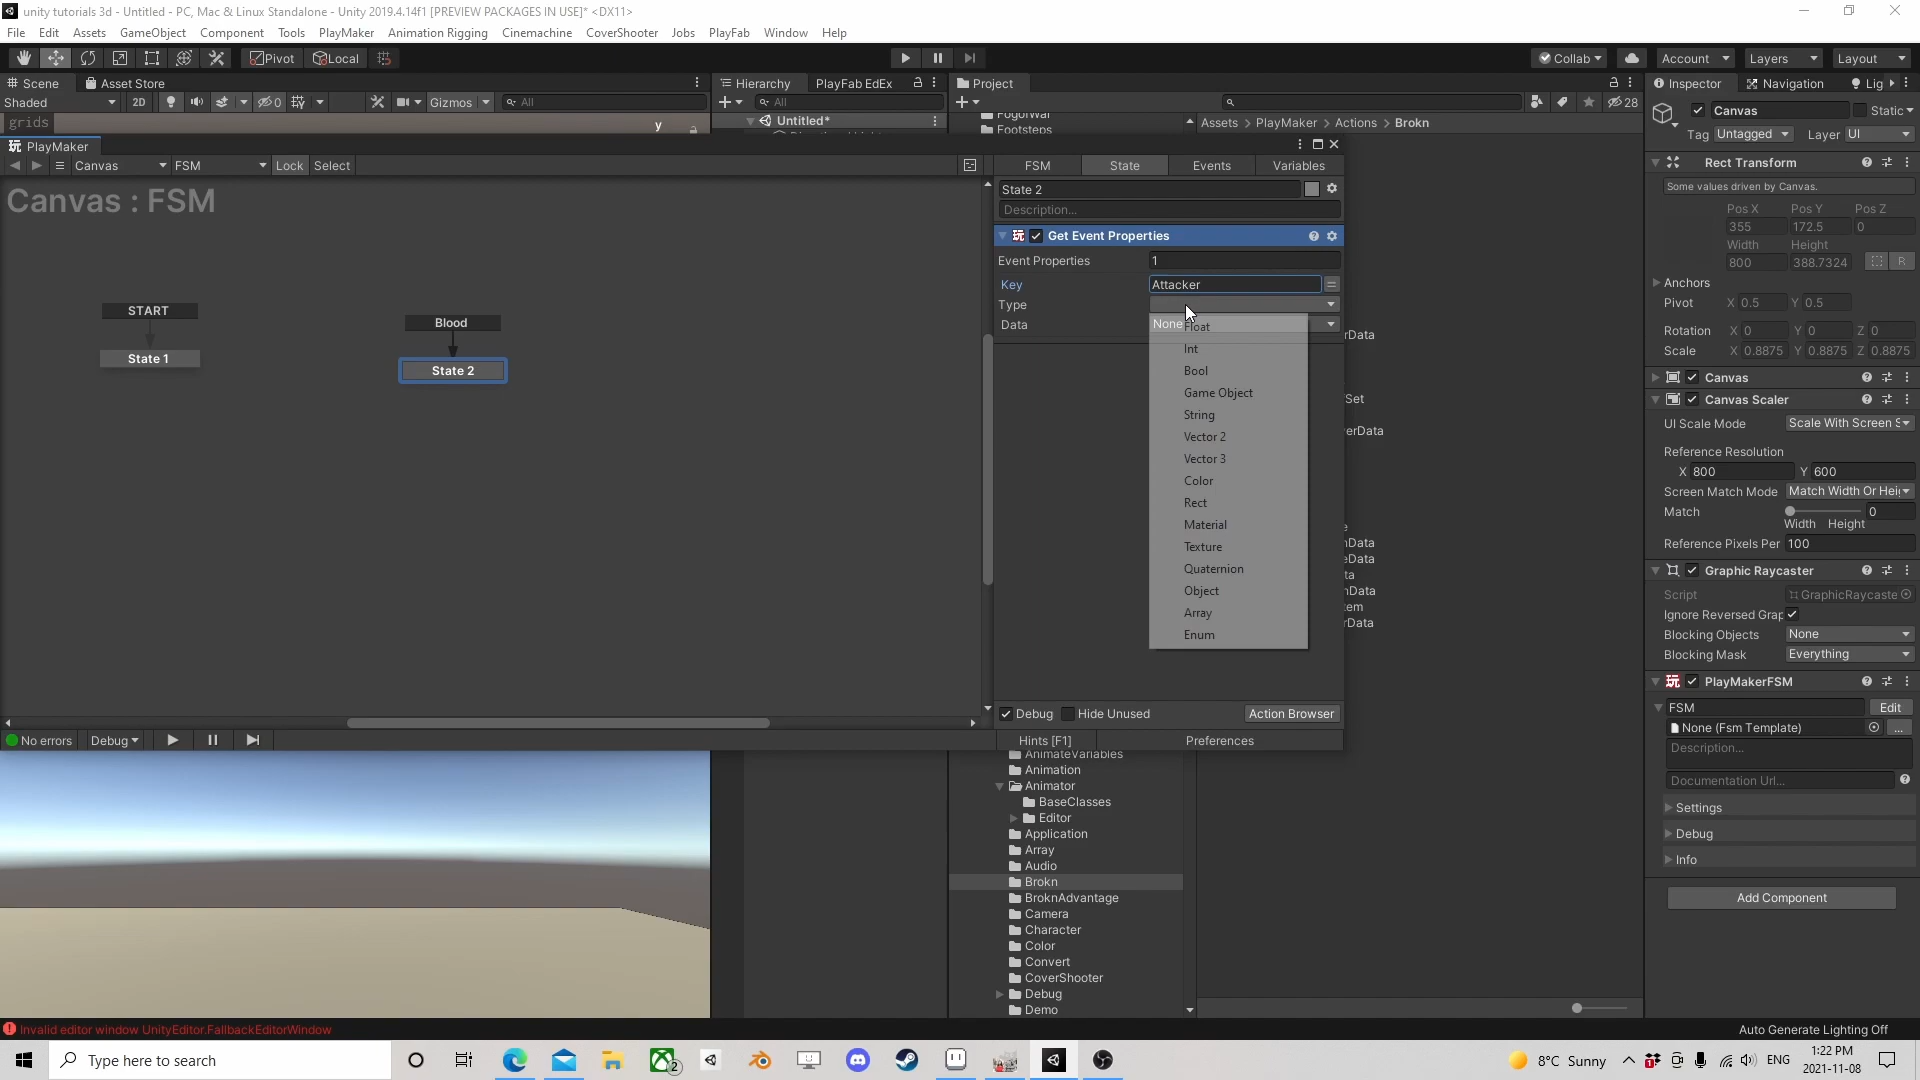 unity tutorials 3d - Untitled - PC, Mac & Linux Standalone - Unity 2019.4.14f1 [PREVIEW PACKAGES IN USE]* <DX11>
File Edit Assets GameObject Component Tools PlayMaker Animation Rigging Cinemachine CoverShooter Jobs PlayFab Window Help
Pivot Local Collab Account Layers Layout
Scene Asset Store Hierarchy PlayFab EdEx Project Inspector Navigation Lig
Shaded 2D 0 Gizmos All All 28 Canvas Static
grids y Untitled* Footsteps Assets > PlayMaker > Actions > Brokn Tag Untagged Layer UI
PlayMaker
Canvas FSM Lock Select FSM State Events Variables
Canvas : FSM
START
State 1
Blood
State 2
State 2
Description...
Get Event Properties
Event Properties 1
Key Attacker
Type
Data None
Float
Int
Bool
Game Object
String
Vector 2
Vector 3
Color
Rect
Material
Texture
Quaternion
Object
Array
Enum
Debug Hide Unused Action Browser
Hints [F1] Preferences
No errors Debug
AnimateVariables
Animation
Animator
BaseClasses
Editor
Application
Array
Audio
Brokn
BroknAdvantage
Camera
Character
Color
Convert
CoverShooter
Debug
Demo
Rect Transform
Some values driven by Canvas.
Pos X Pos Y Pos Z
355 172.5 0
Width Height
800 388.7324 R
Anchors
Pivot X 0.5 Y 0.5
Rotation X 0 Y 0 Z 0
Scale X 0.8875 Y 0.8875 Z 0.8875
Canvas
Canvas Scaler
UI Scale Mode Scale With Screen S
Reference Resolution
X 800 Y 600
Screen Match Mode Match Width Or Hei
Match 0
Width Height
Reference Pixels Per 100
Graphic Raycaster
Script GraphicRaycaste
Ignore Reversed Grap
Blocking Objects None
Blocking Mask Everything
PlayMakerFSM
FSM Edit
None (Fsm Template) ...
Description...
Documentation Url...
Settings
Debug
Info
Add Component
Invalid editor window UnityEditor.FallbackEditorWindow
Auto Generate Lighting Off
Type here to search 2 8°C Sunny ENG 1:22 PM
2021-11-08